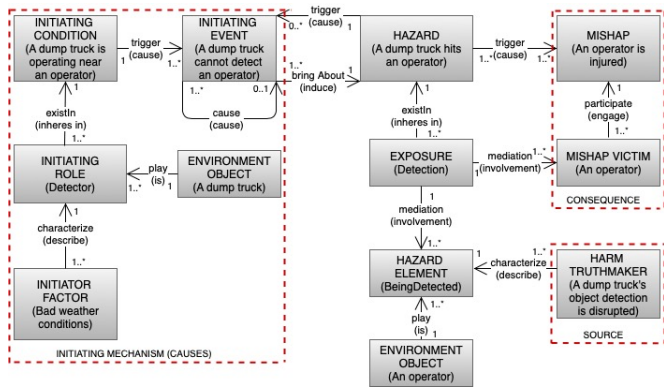 INITIATING
CONDITION
(A dump truck is
operating near
an operator)
trigger
(cause)
1
1..*
INITIATING
EVENT
(A dump truck
cannot detect
an operator)
trigger
(cause)
0..*
1
1..*
bring About
(induce)
0..1
1
cause
(cause)
1..*
HAZARD
(A dump truck hits
an operator)
trigger
(cause)
1..*
1..*
MISHAP
(An operator is
injured)
1
existIn
(inheres in)
1..*
1
existIn
(inheres in)
1..*
1
participate
(engage)
1..*
INITIATING
ROLE
(Detector)
play
(is)
1..*
1
ENVIRONMENT
OBJECT
(A dump truck)
EXPOSURE
(Detection)
mediation
(involvement)
1
1..*
MISHAP VICTIM
(An operator)
CONSEQUENCE
1
characterize
(describe)
1..*
1
mediation
(involvement)
1..*
INITIATOR
FACTOR
(Bad weather
conditions)
HAZARD
ELEMENT
(BeingDetected)
1
characterize
(describe)
1..*
HARM
TRUTHMAKER
(A dump truck's
object detection
is disrupted)
SOURCE
1..*
play
(is)
1
ENVIRONMENT
OBJECT
(An operator)
INITIATING MECHANISM (CAUSES)